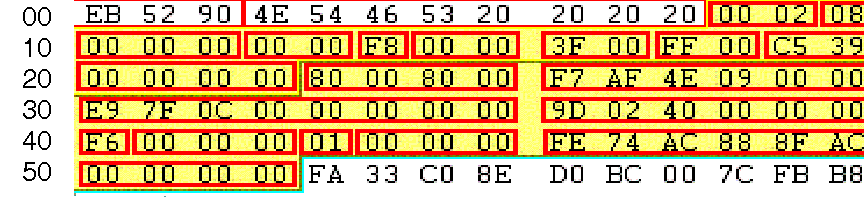 00 EB 52 90 4E 54 46 53 20 20 20 20 00 02 08
10 00 00 00 00 00 F8 00 00 3F 00 FF 00 C5 39
20 00 00 00 00 80 00 80 00 F7 AF 4E 09 00 00
30 E9 7F 0C 00 00 00 00 00 9D 02 40 00 00 00
40 F6 00 00 00 01 00 00 00 FE 74 AC 88 8F AC
50 00 00 00 00 FA 33 C0 8E D0 BC 00 7C FB B8